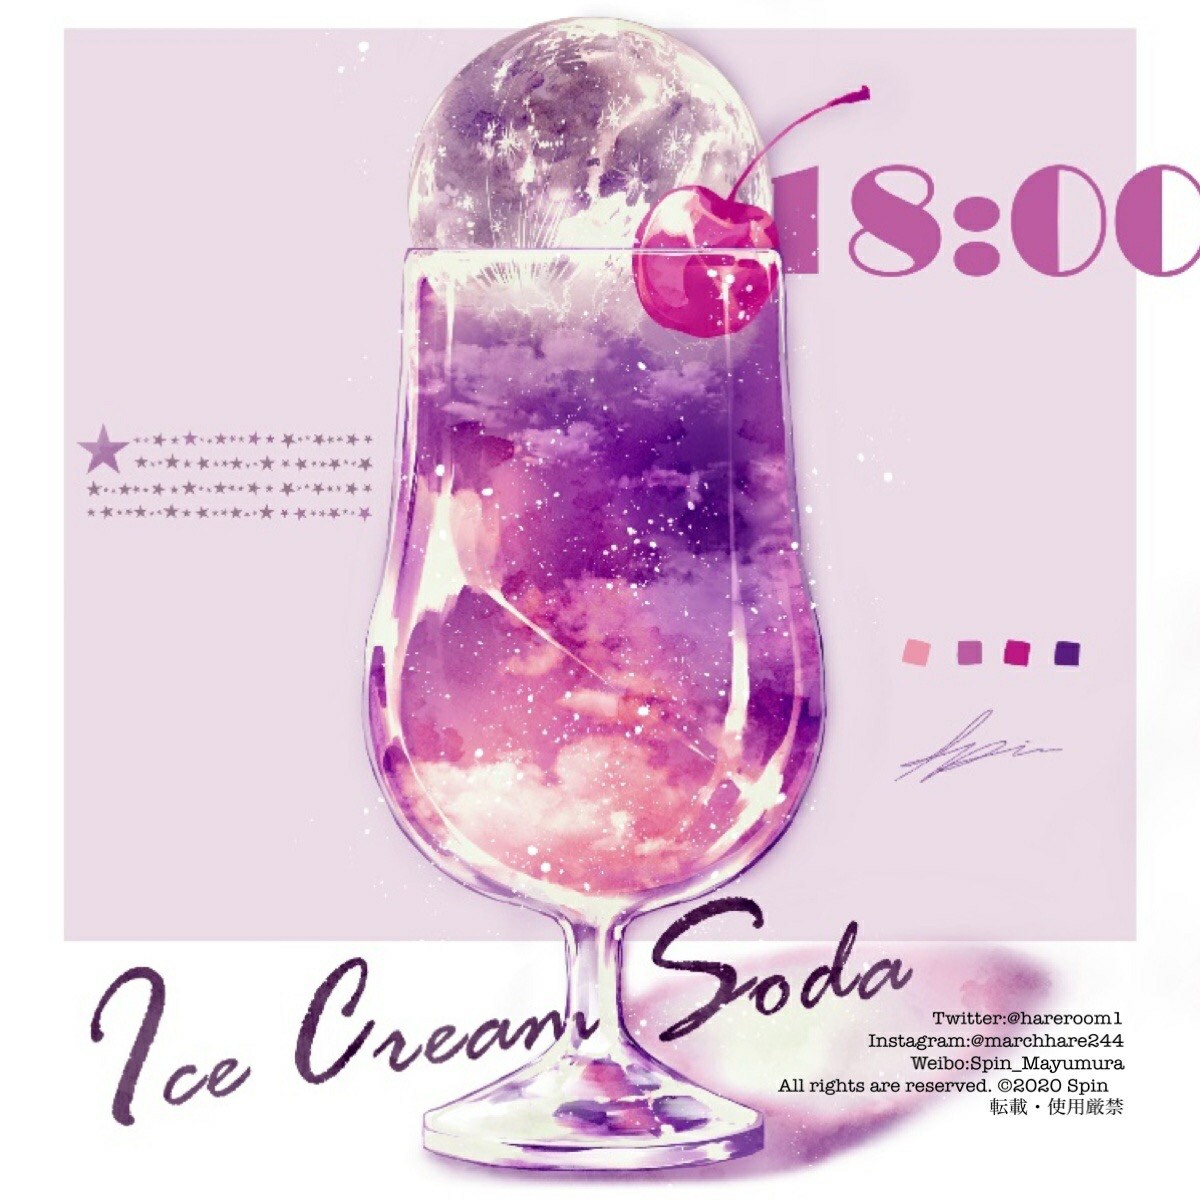 18:00
Spin
Ice Cream Soda
Twitter:@hareroom1
Instagram:@marchhare244
Weibo:Spin_Mayumura
All rights are reserved. ©2020 Spin
転載・使用厳禁